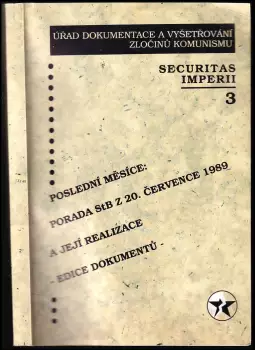 ÚŘAD DOKUMENTACE A VYŠETŘOVÁNÍ
ZLOČINŮ KOMUNISMU
SECURITAS
IMPERII
3
POSLEDNÍ MĚSÍCE:
PORADA StB Z 20. ČERVENCE 1989
A JEJÍ REALIZACE
- EDICE DOKUMENTŮ -